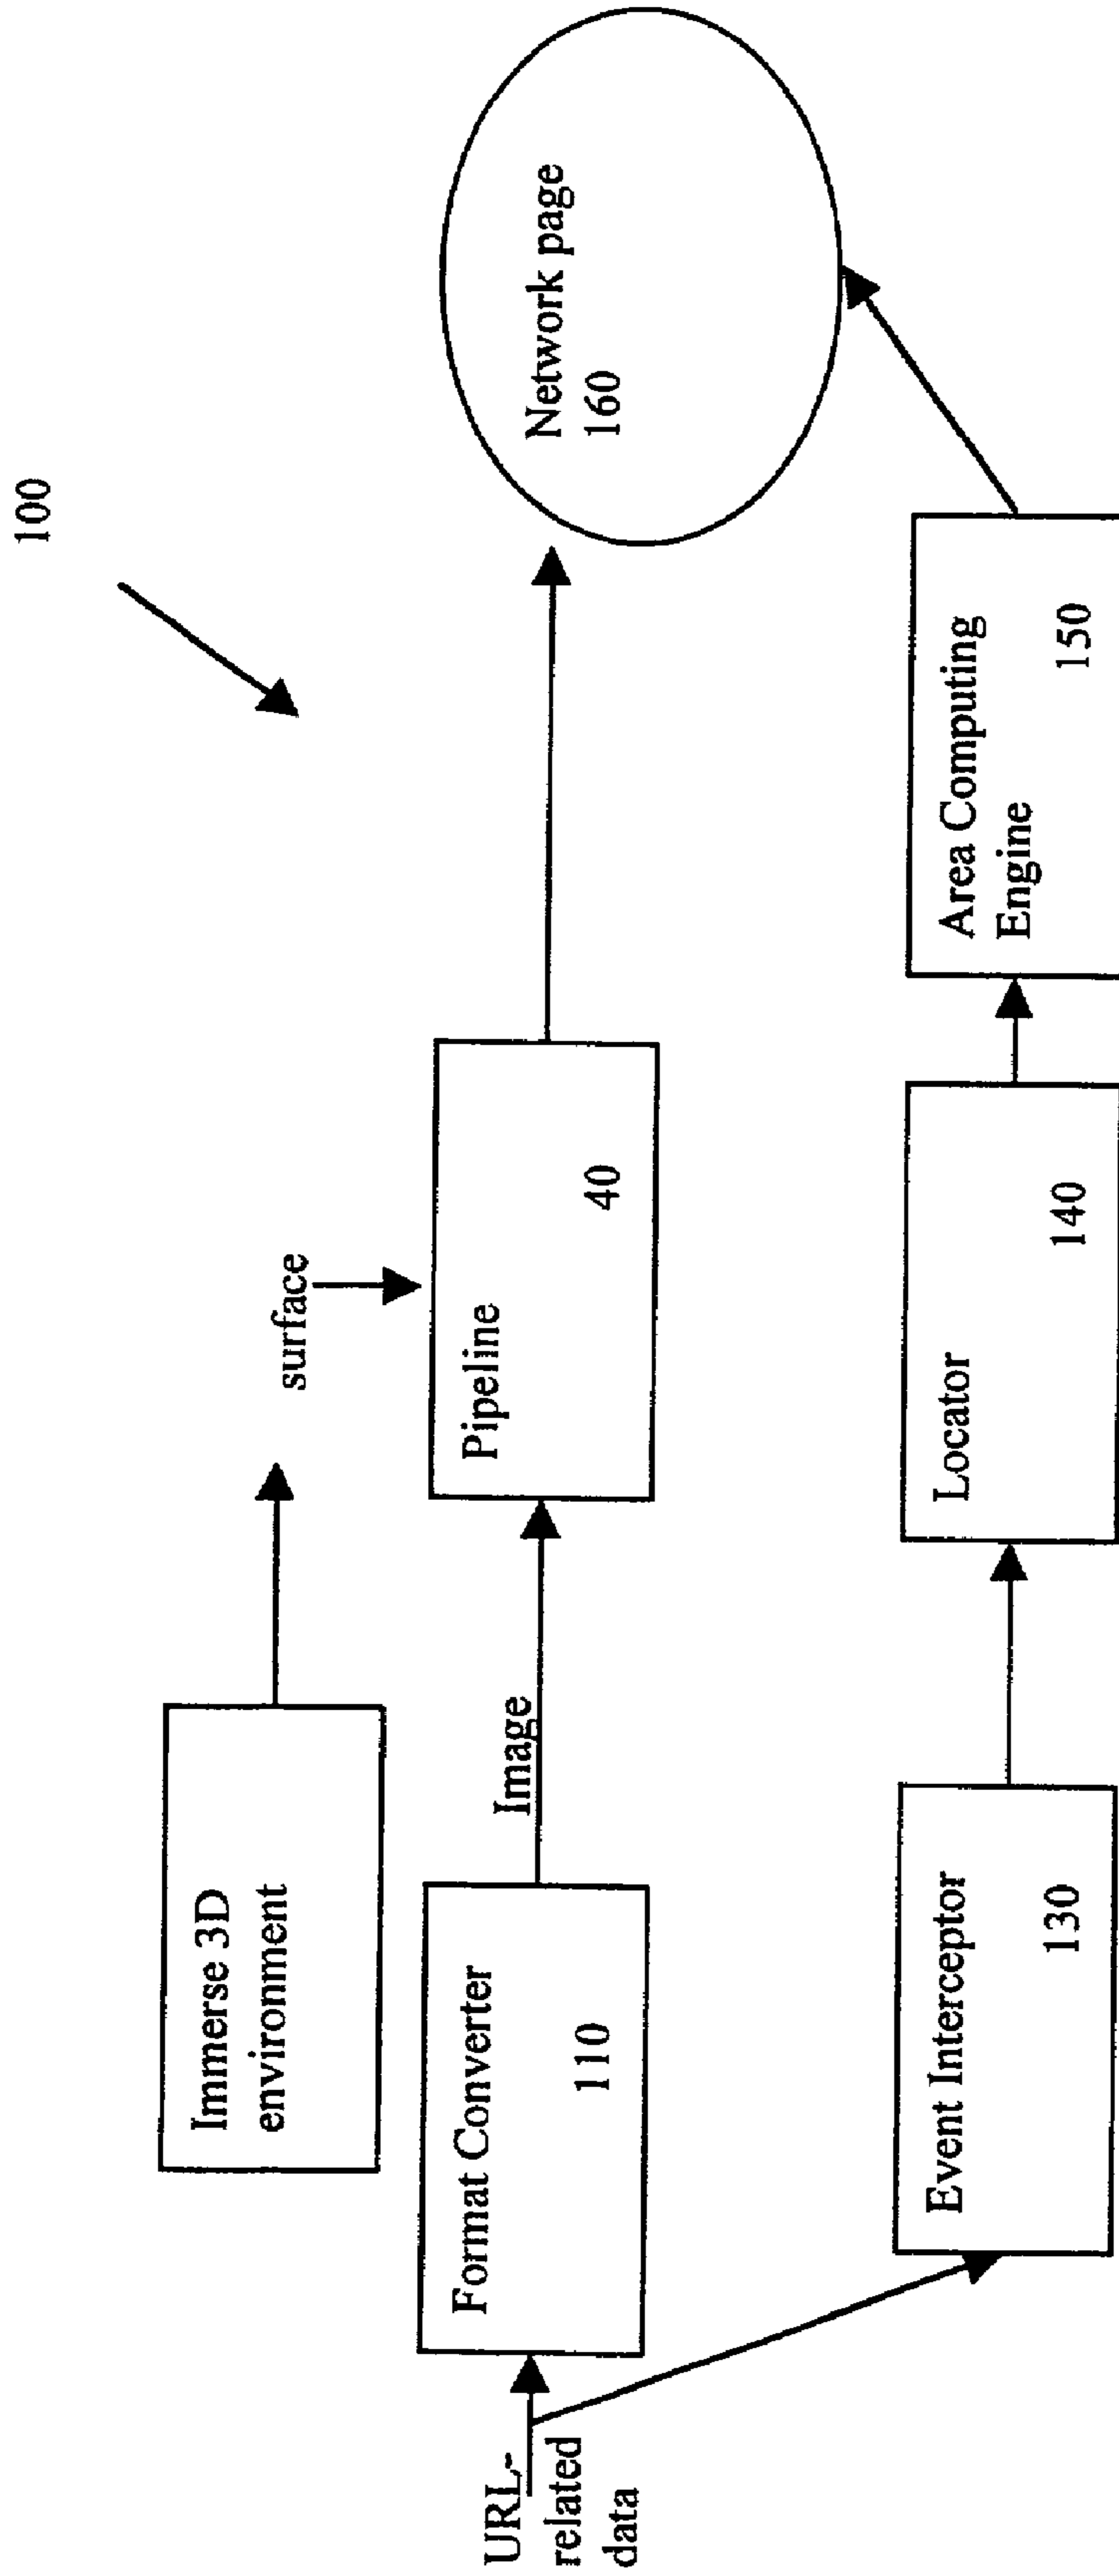 100
Immerse 3D
environment
surface
URL-
related
data
Format Converter
110
Image
Pipeline
40
Network page
160
Event Interceptor
130
Locator
140
Area Computing
Engine
150